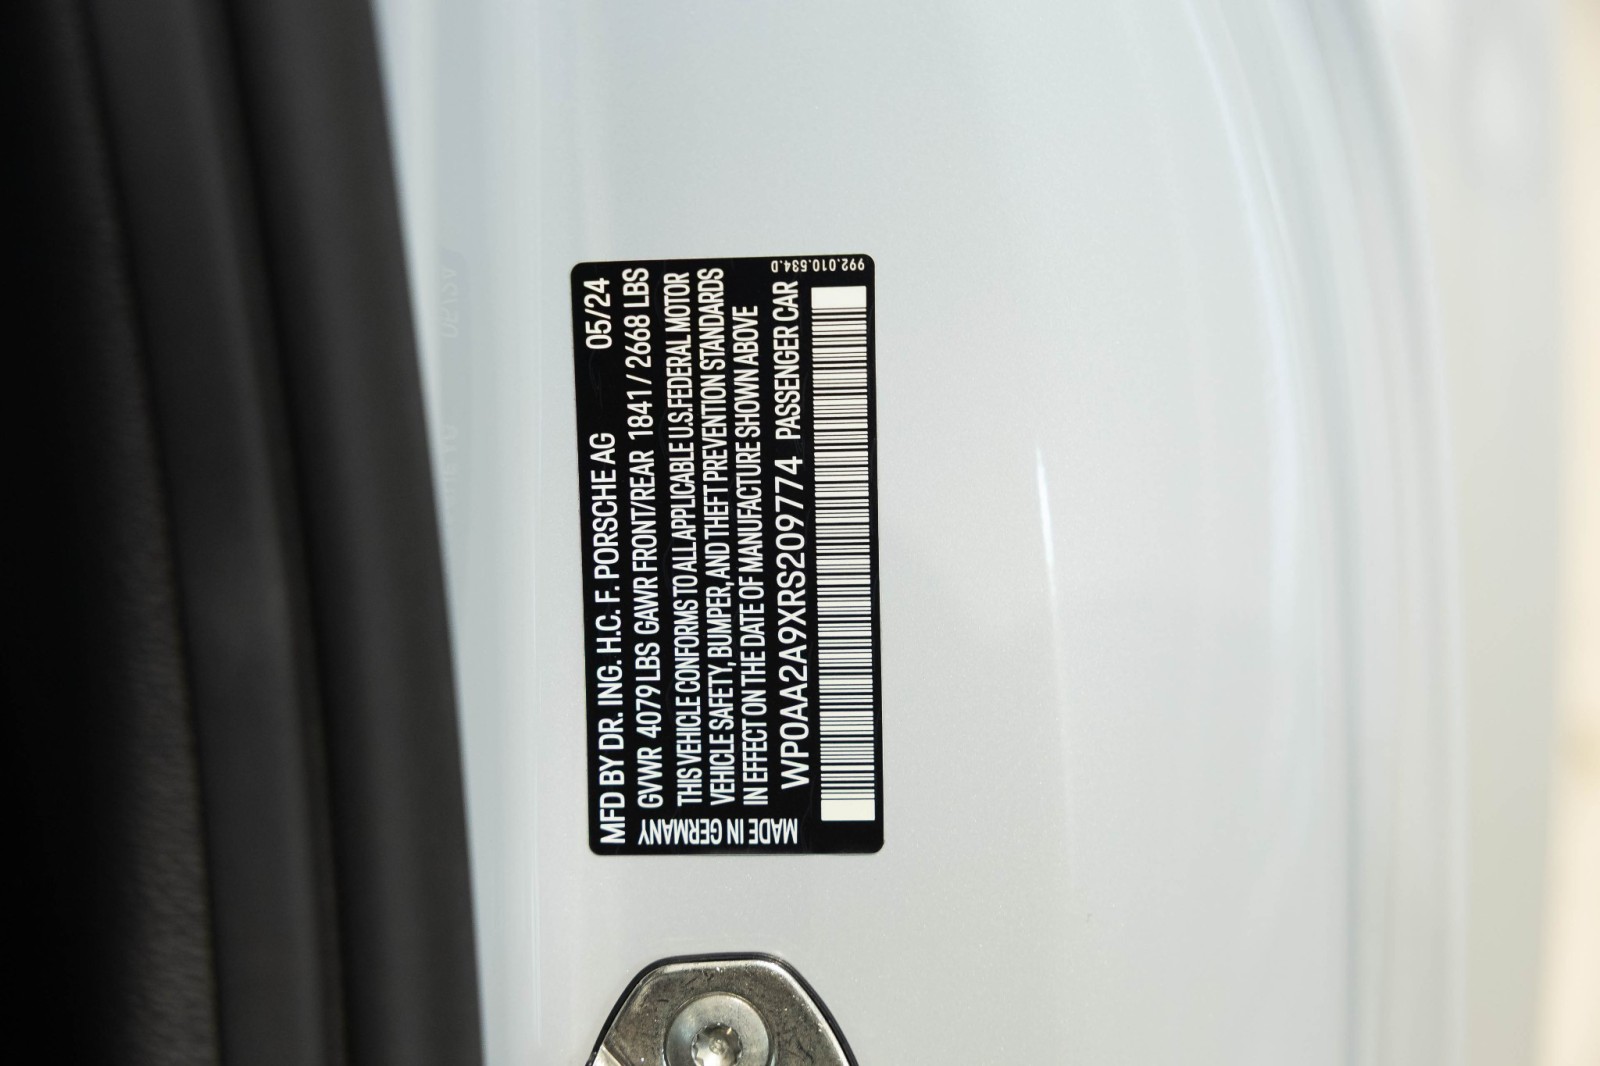 MFD BY DR. ING. H.C. F. PORSCHE AG 05/24
GVWR 4079 LBS GAWR FRONT/REAR 1841 / 2668 LBS
THIS VEHICLE CONFORMS TO ALL APPLICABLE U.S. FEDERAL MOTOR
VEHICLE SAFETY, BUMPER, AND THEFT PREVENTION STANDARDS
IN EFFECT ON THE DATE OF MANUFACTURE SHOWN ABOVE
WP0AA2A9XRS209774 PASSENGER CAR
MADE IN GERMANY
992.010.534.D